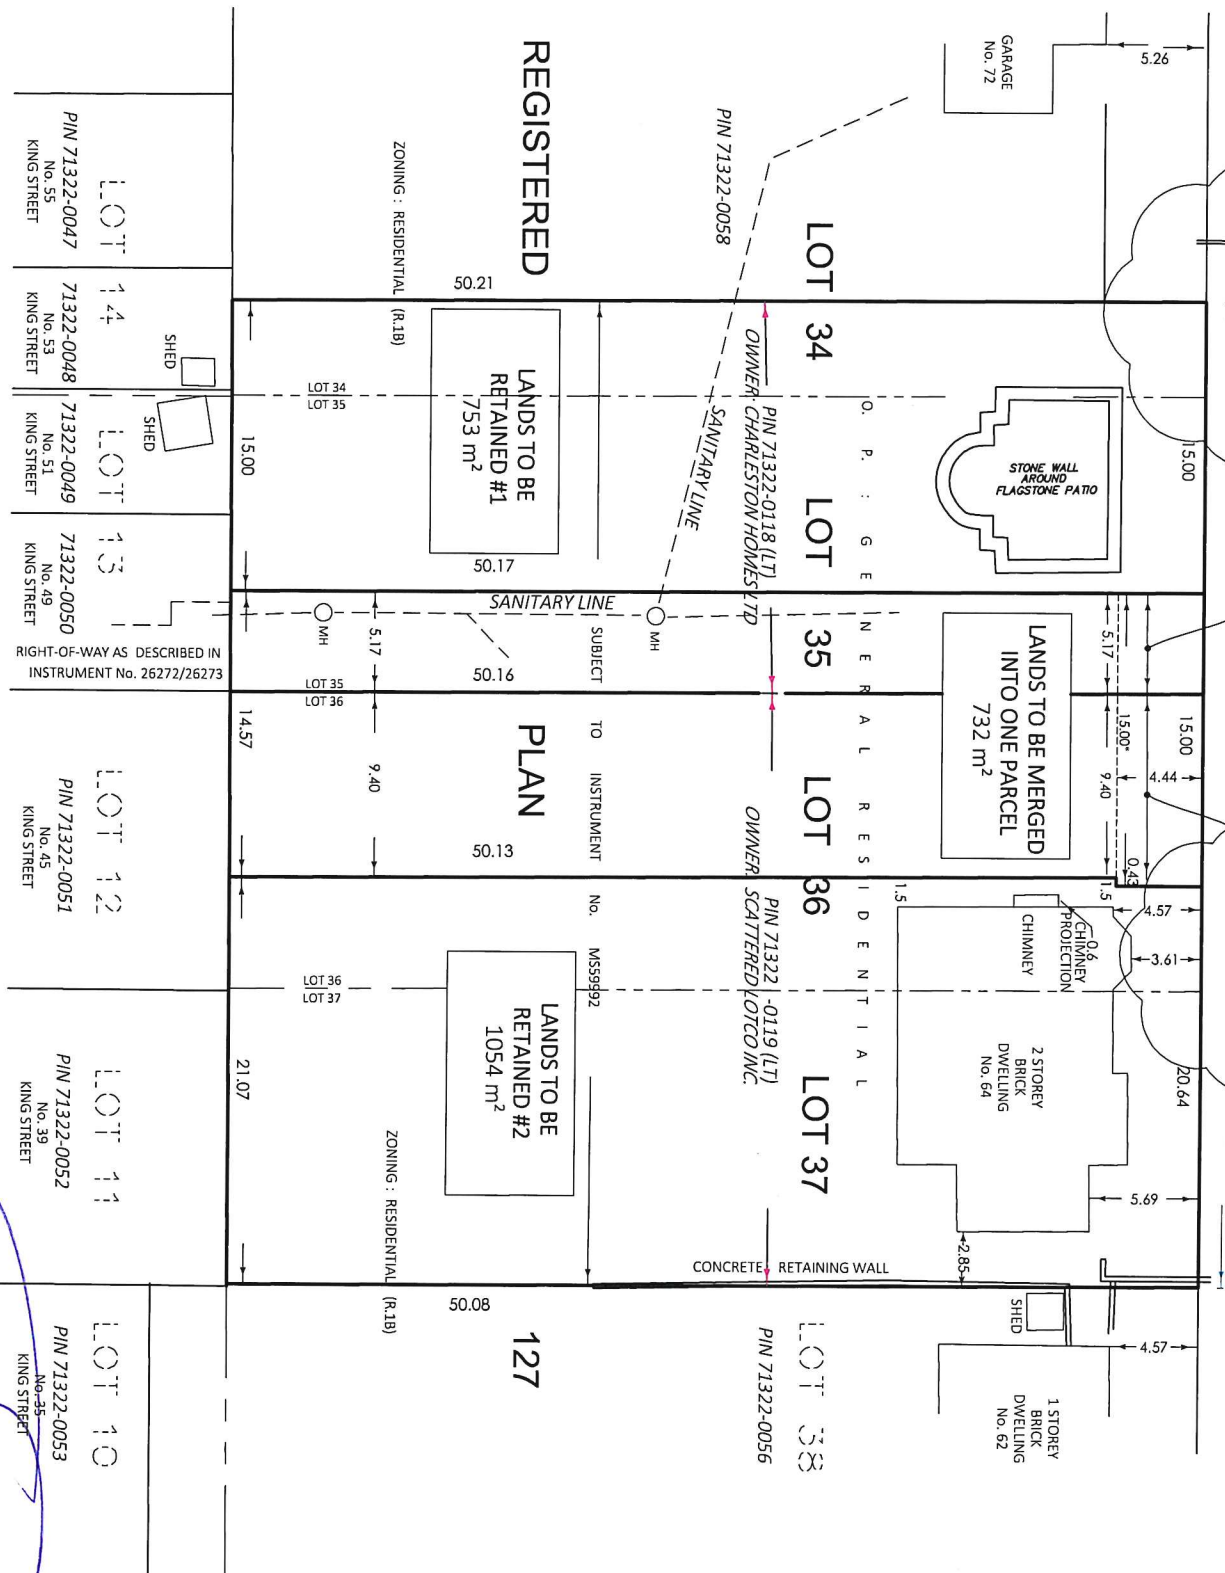 GARAGE
No. 72
5.26
REGISTERED
ZONING : RESIDENTIAL (R.1B)
PIN 71322-0058
LOT 34
LOT 14
PIN 71322-0047
No. 55
KING STREET
71322-0048
No. 53
KING STREET
SHED
SHED
LOT 13
71322-0049
No. 51
KING STREET
71322-0050
No. 49
KING STREET
RIGHT-OF-WAY AS DESCRIBED IN
INSTRUMENT No. 26272/26273
50.21
LANDS TO BE
RETAINED #1
753 m²
LOT 34
LOT 35
15.00
15.00
STONE WALL
AROUND
FLAGSTONE PATIO
PIN 71322-0118 (LT)
OWNER: CHARLESTON HOMES LTD
SANITARY LINE
O. P. : GENERAL RESIDENTIAL
LOT 35
50.17
SANITARY LINE
MH
MH
5.17
50.16
SUBJECT TO INSTRUMENT No. MS59992
LOT 35
LOT 36
LANDS TO BE MERGED
INTO ONE PARCEL
732 m²
5.17
15.00*
15.00
4.44
9.40
0.43
14.57
9.40
PLAN
50.13
LOT 36
LOT 12
PIN 71322-0051
No. 45
KING STREET
PIN 71322 -0119 (LT)
OWNER: SCATTERED LOTCO INC.
1.5
1.5
4.57
3.61
0.6
CHIMNEY
PROJECTION
CHIMNEY
LOT 36
LOT 37
LANDS TO BE
RETAINED #2
1054 m²
2 STOREY
BRICK
DWELLING
No. 64
20.64
21.07
LOT 37
LOT 11
PIN 71322-0052
No. 39
KING STREET
ZONING : RESIDENTIAL (R.1B)
5.69
2.85
CONCRETE RETAINING WALL
50.08
127
LOT 38
PIN 71322-0056
SHED
4.57
1 STOREY
BRICK
DWELLING
No. 62
LOT 10
PIN 71322-0053
No. 35
KING STREET